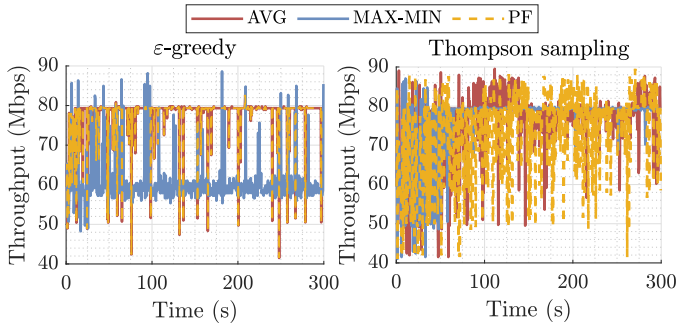 AVG MAX-MIN PF
ε-greedy
Thompson sampling
Throughput (Mbps)
90
80
70
60
50
40
0 100 200 300
Time (s)
Throughput (Mbps)
90
80
70
60
50
40
0 100 200 300
Time (s)